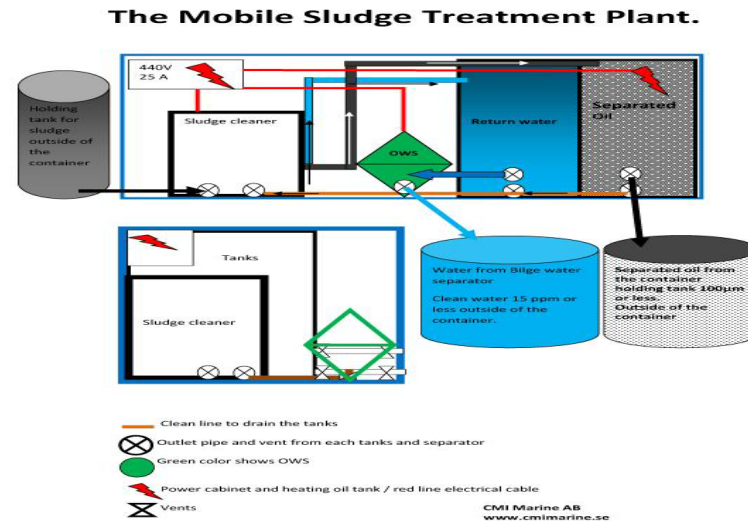 The Mobile Sludge Treatment Plant.
440V
25 A
Holding
tank for
sludge
outside of
the
container
Sludge cleaner
OWS
Return water
Separated
Oil
Tanks
Sludge cleaner
Water from Bilge water
separator
Clean water 15 ppm or
less outside of the
container.
Separated oil from
the container
holding tank 100µm
or less.
Outside of the
container
Clean line to drain the tanks
Outlet pipe and vent from each tanks and separator
Green color shows OWS
Power cabinet and heating oil tank / red line electrical cable
Vents
CMI Marine AB
www.cmimarine.se